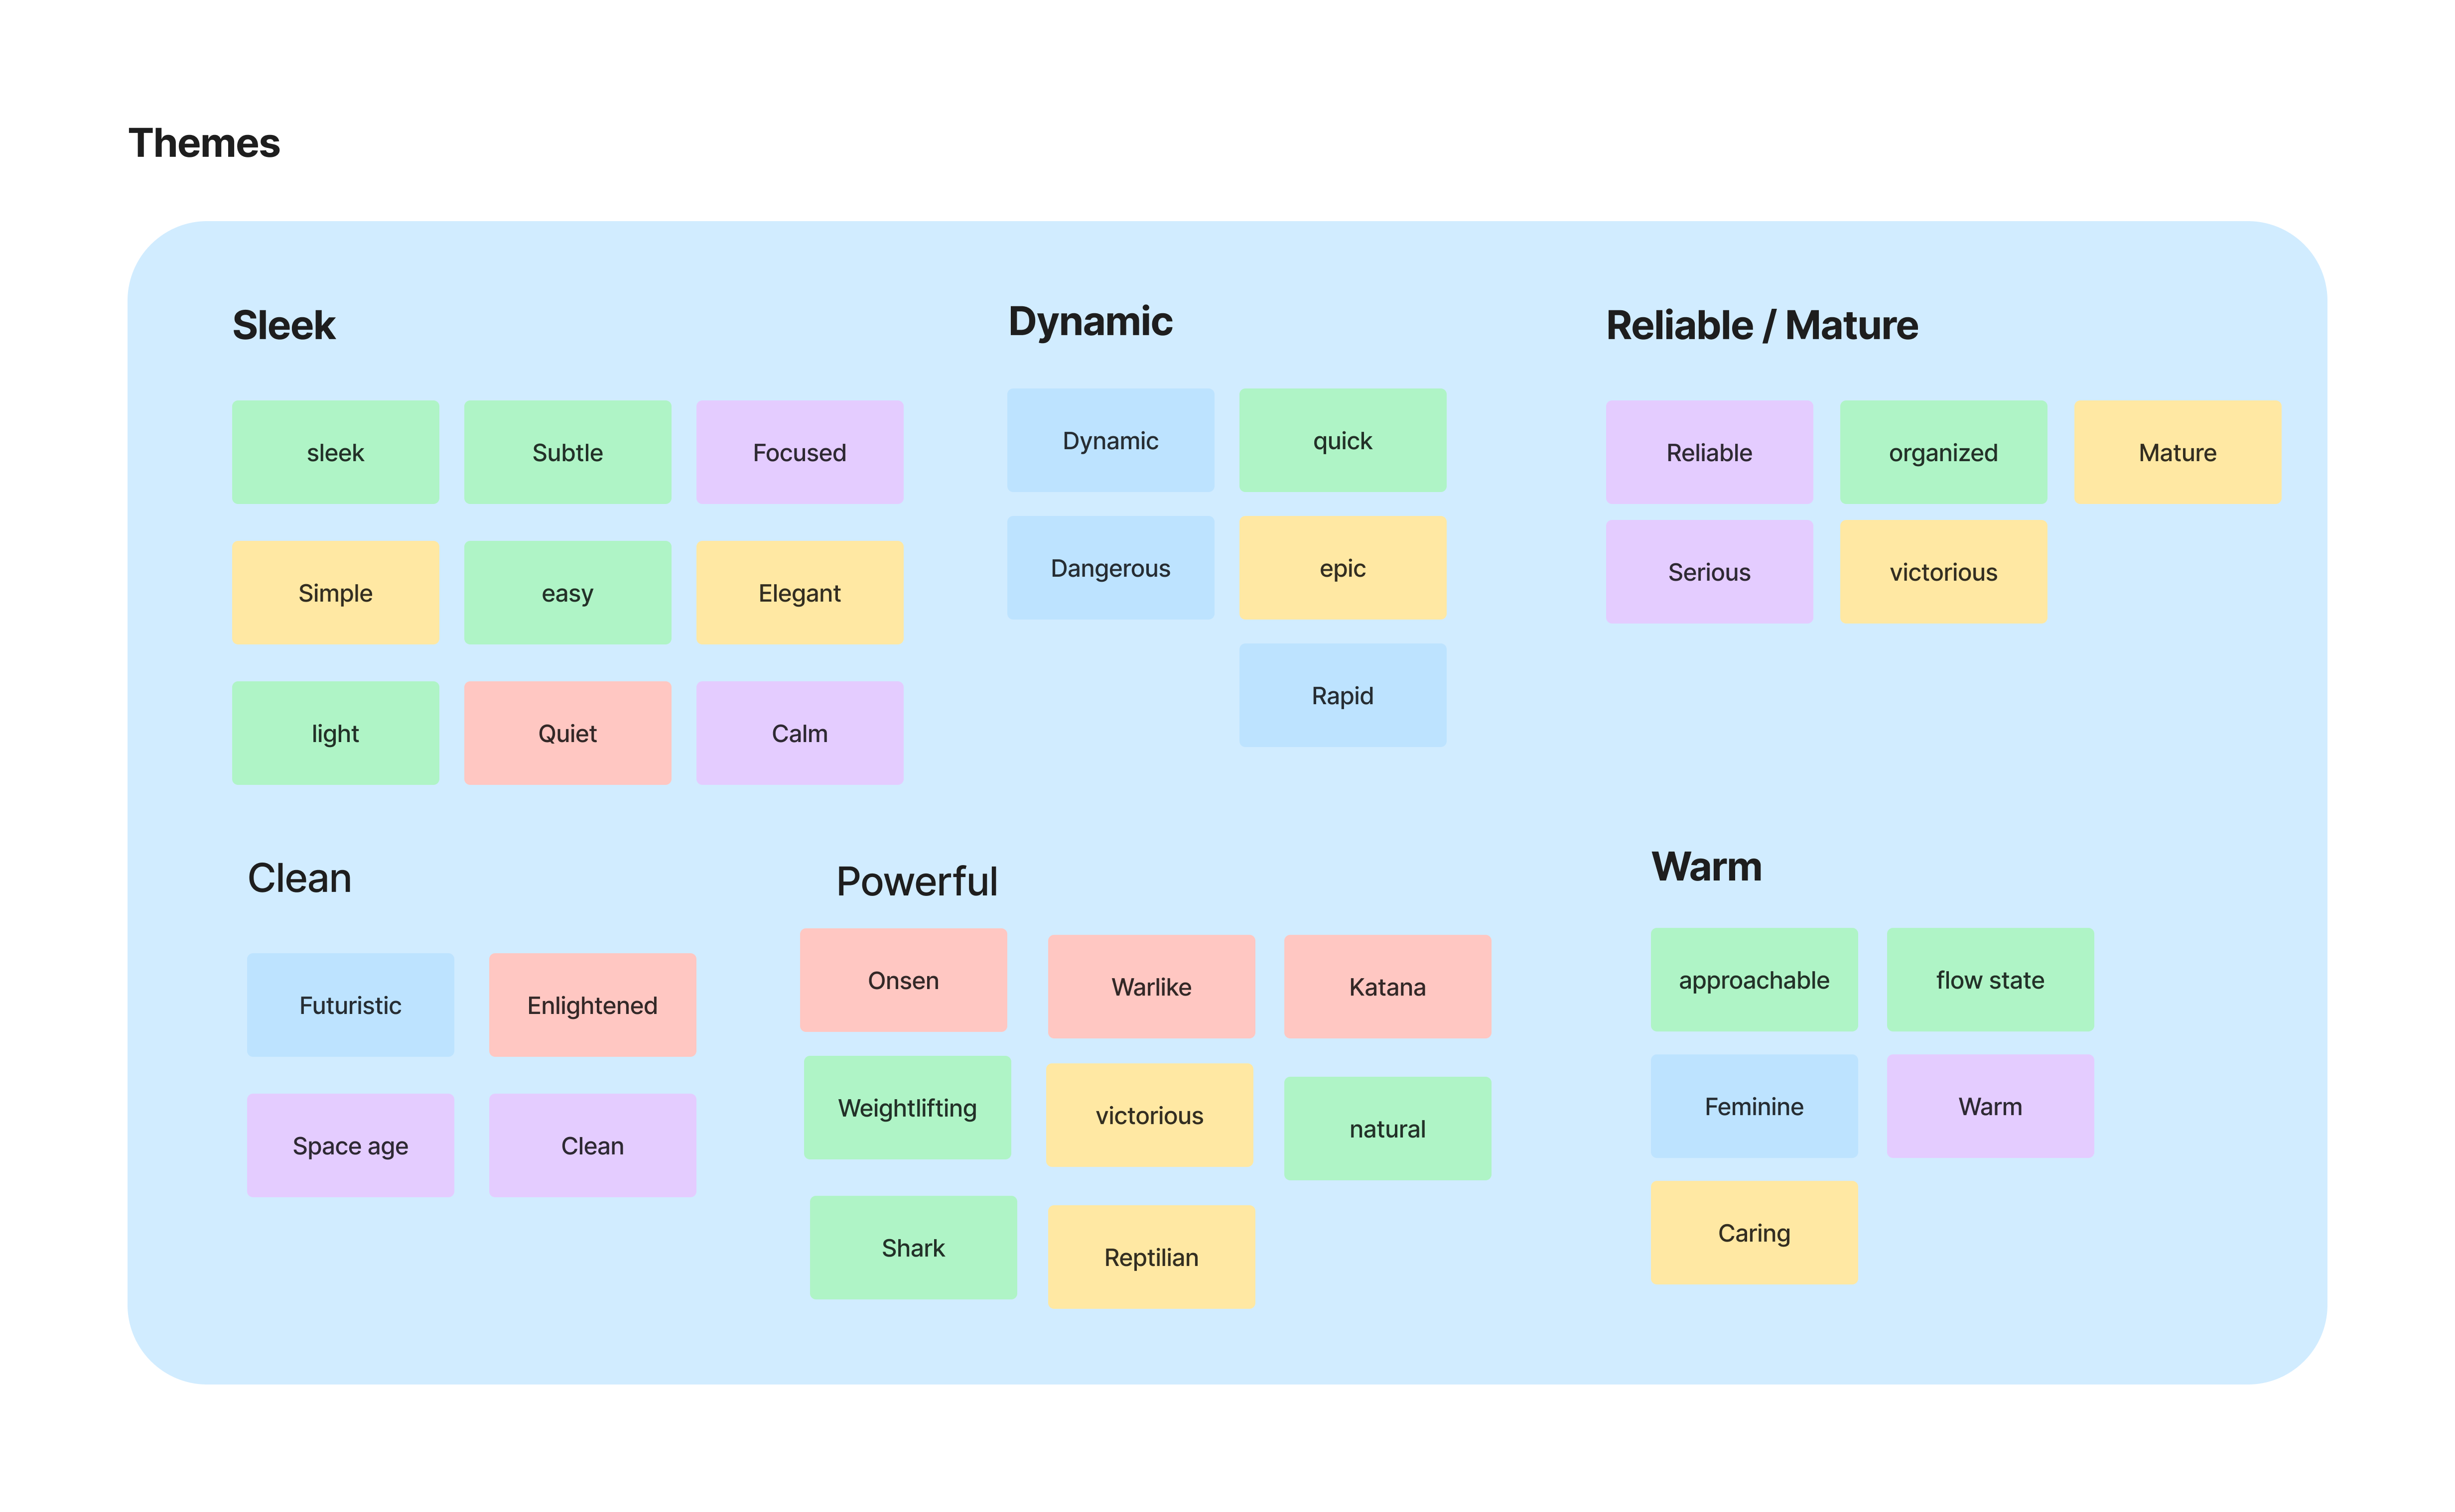 Themes
Sleek
sleek
Subtle
Focused
Simple
easy
Elegant
light
Quiet
Calm
Dynamic
Dynamic
quick
Dangerous
epic
Rapid
Reliable / Mature
Reliable
organized
Mature
Serious
victorious
Clean
Futuristic
Enlightened
Space age
Clean
Powerful
Onsen
Warlike
Katana
Weightlifting
victorious
natural
Shark
Reptilian
Warm
approachable
flow state
Feminine
Warm
Caring